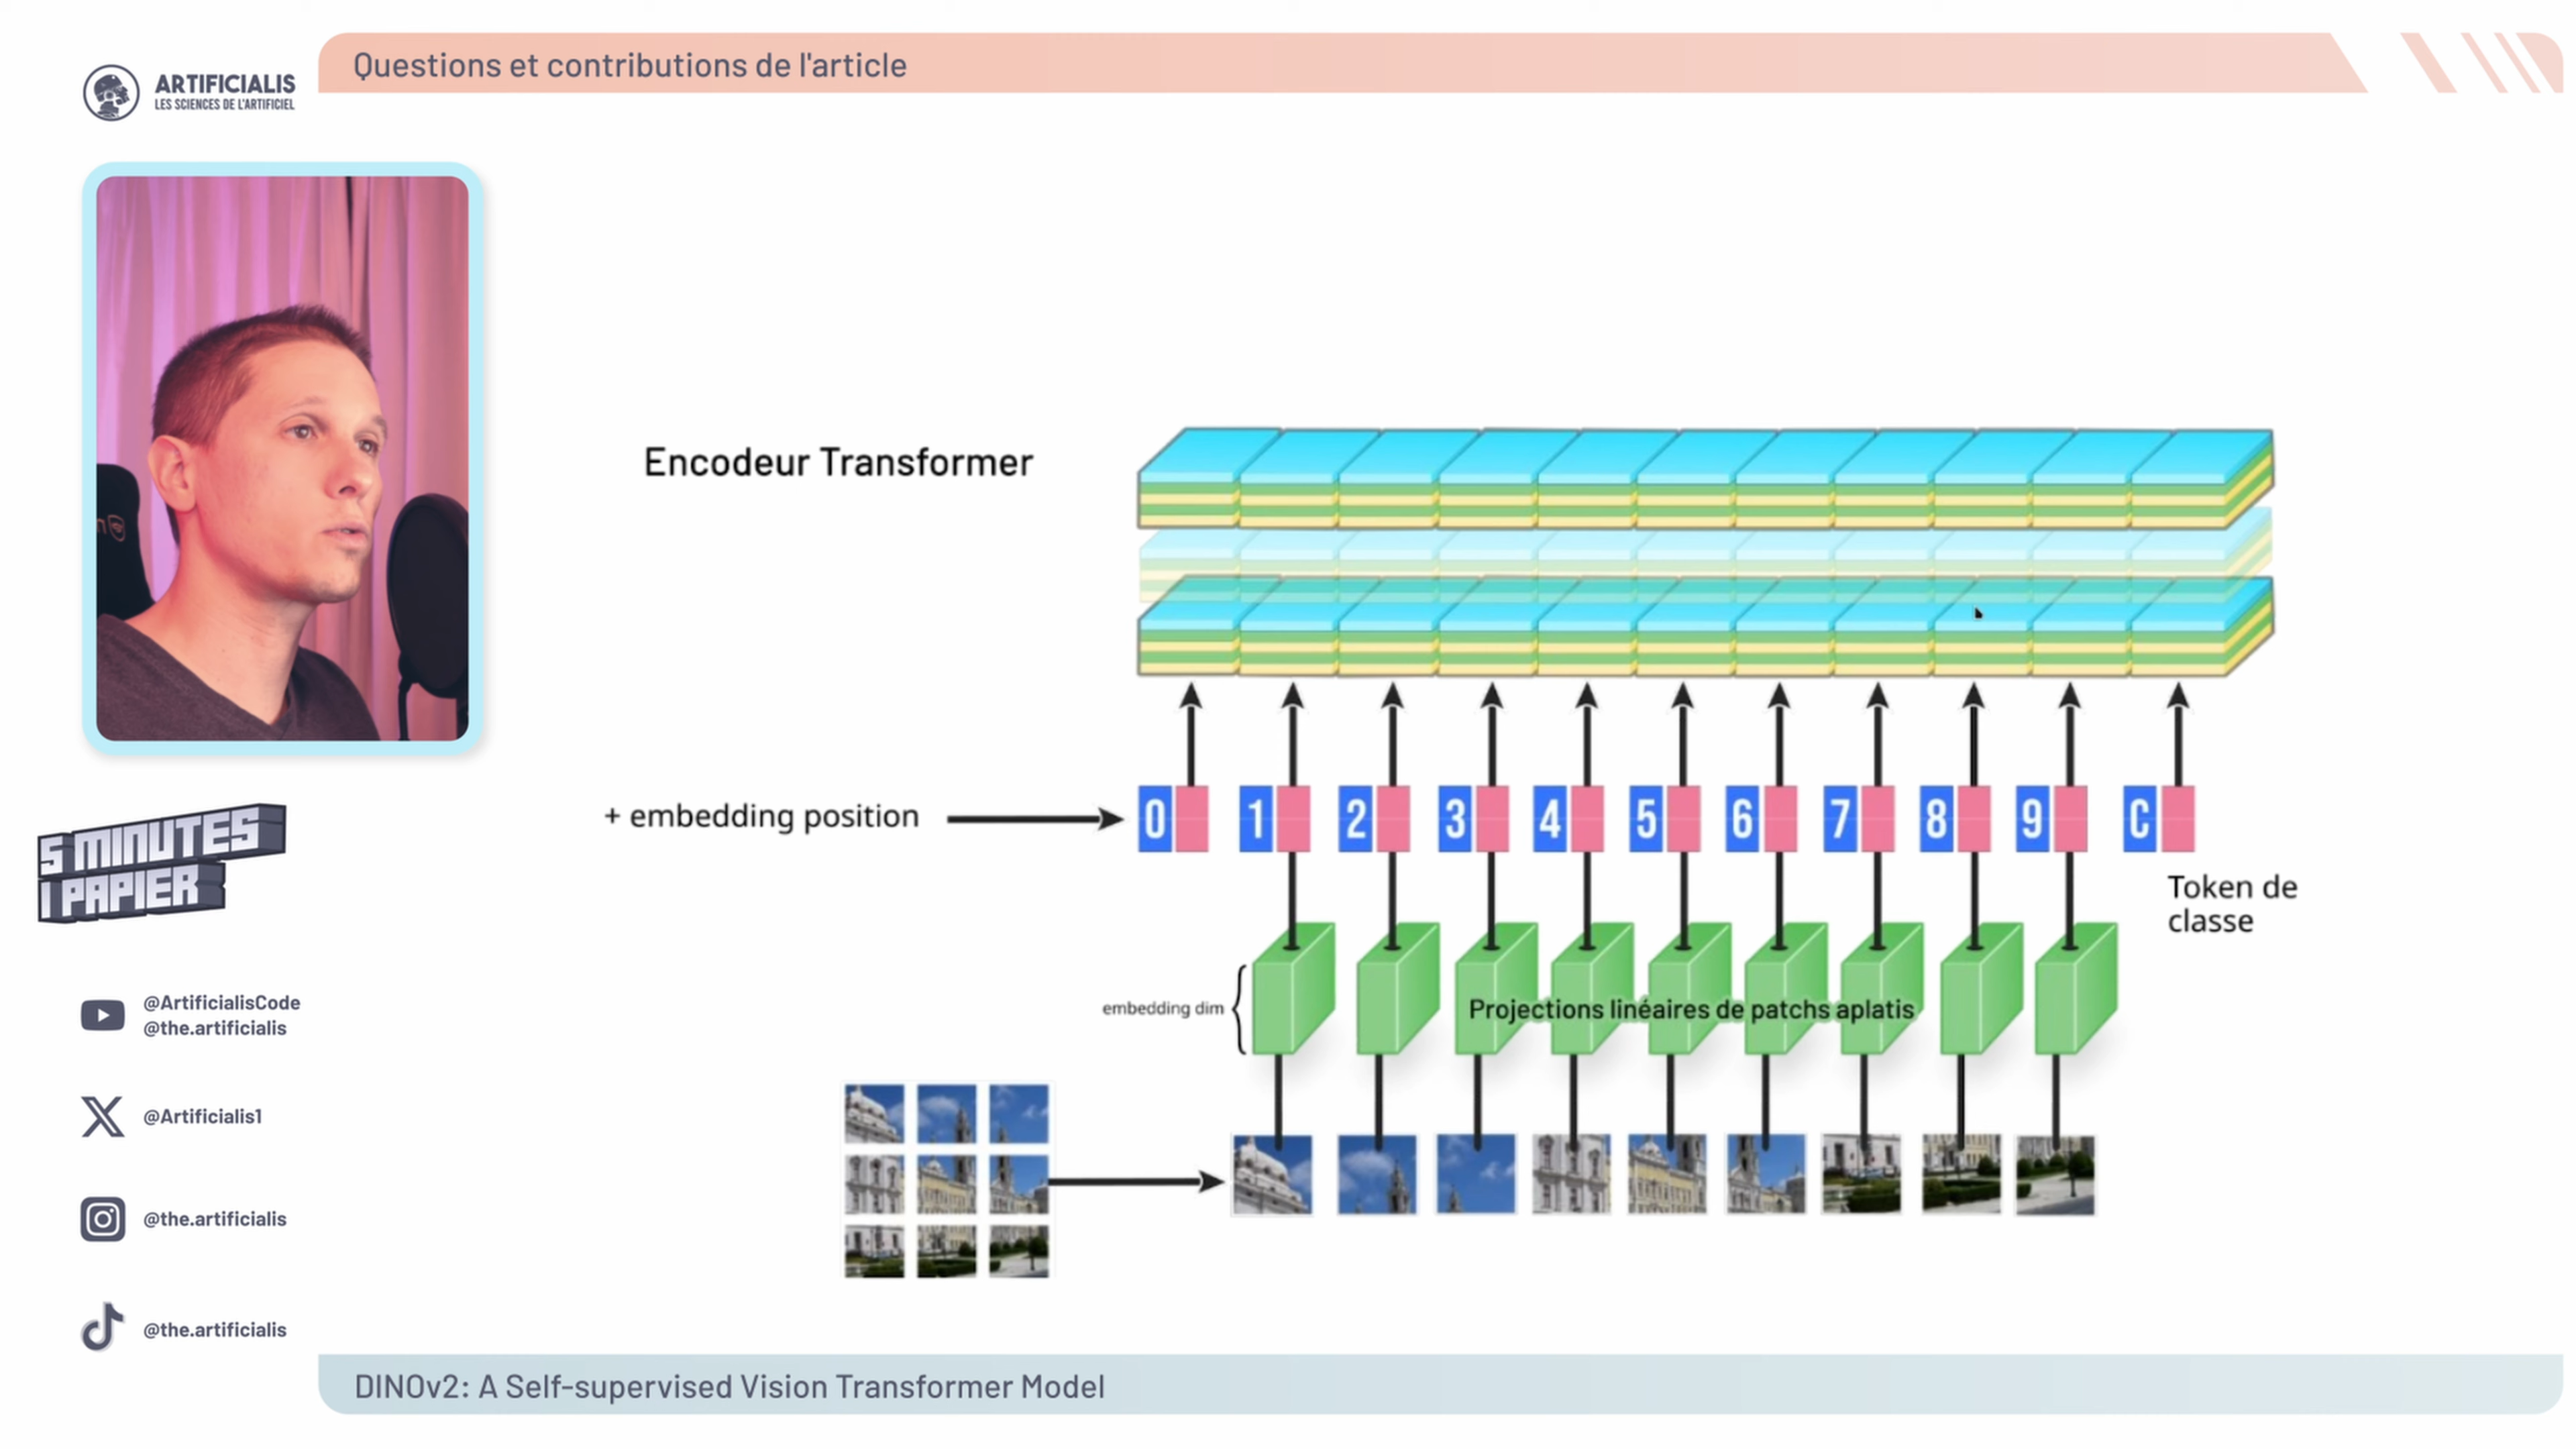 Questions et contributions de l'article
ARTIFICIALIS
LES SCIENCES DE L'ARTIFICIEL
Encodeur Transformer
+ embedding position
0 1 2 3 4 5 6 7 8 9 C
Token de
classe
embedding dim
Projections linéaires de patchs aplatis
5 MINUTES
1 PAPIER
@ArtificialisCode
@the.artificialis
@Artificialis1
@the.artificialis
@the.artificialis
DINOv2: A Self-supervised Vision Transformer Model